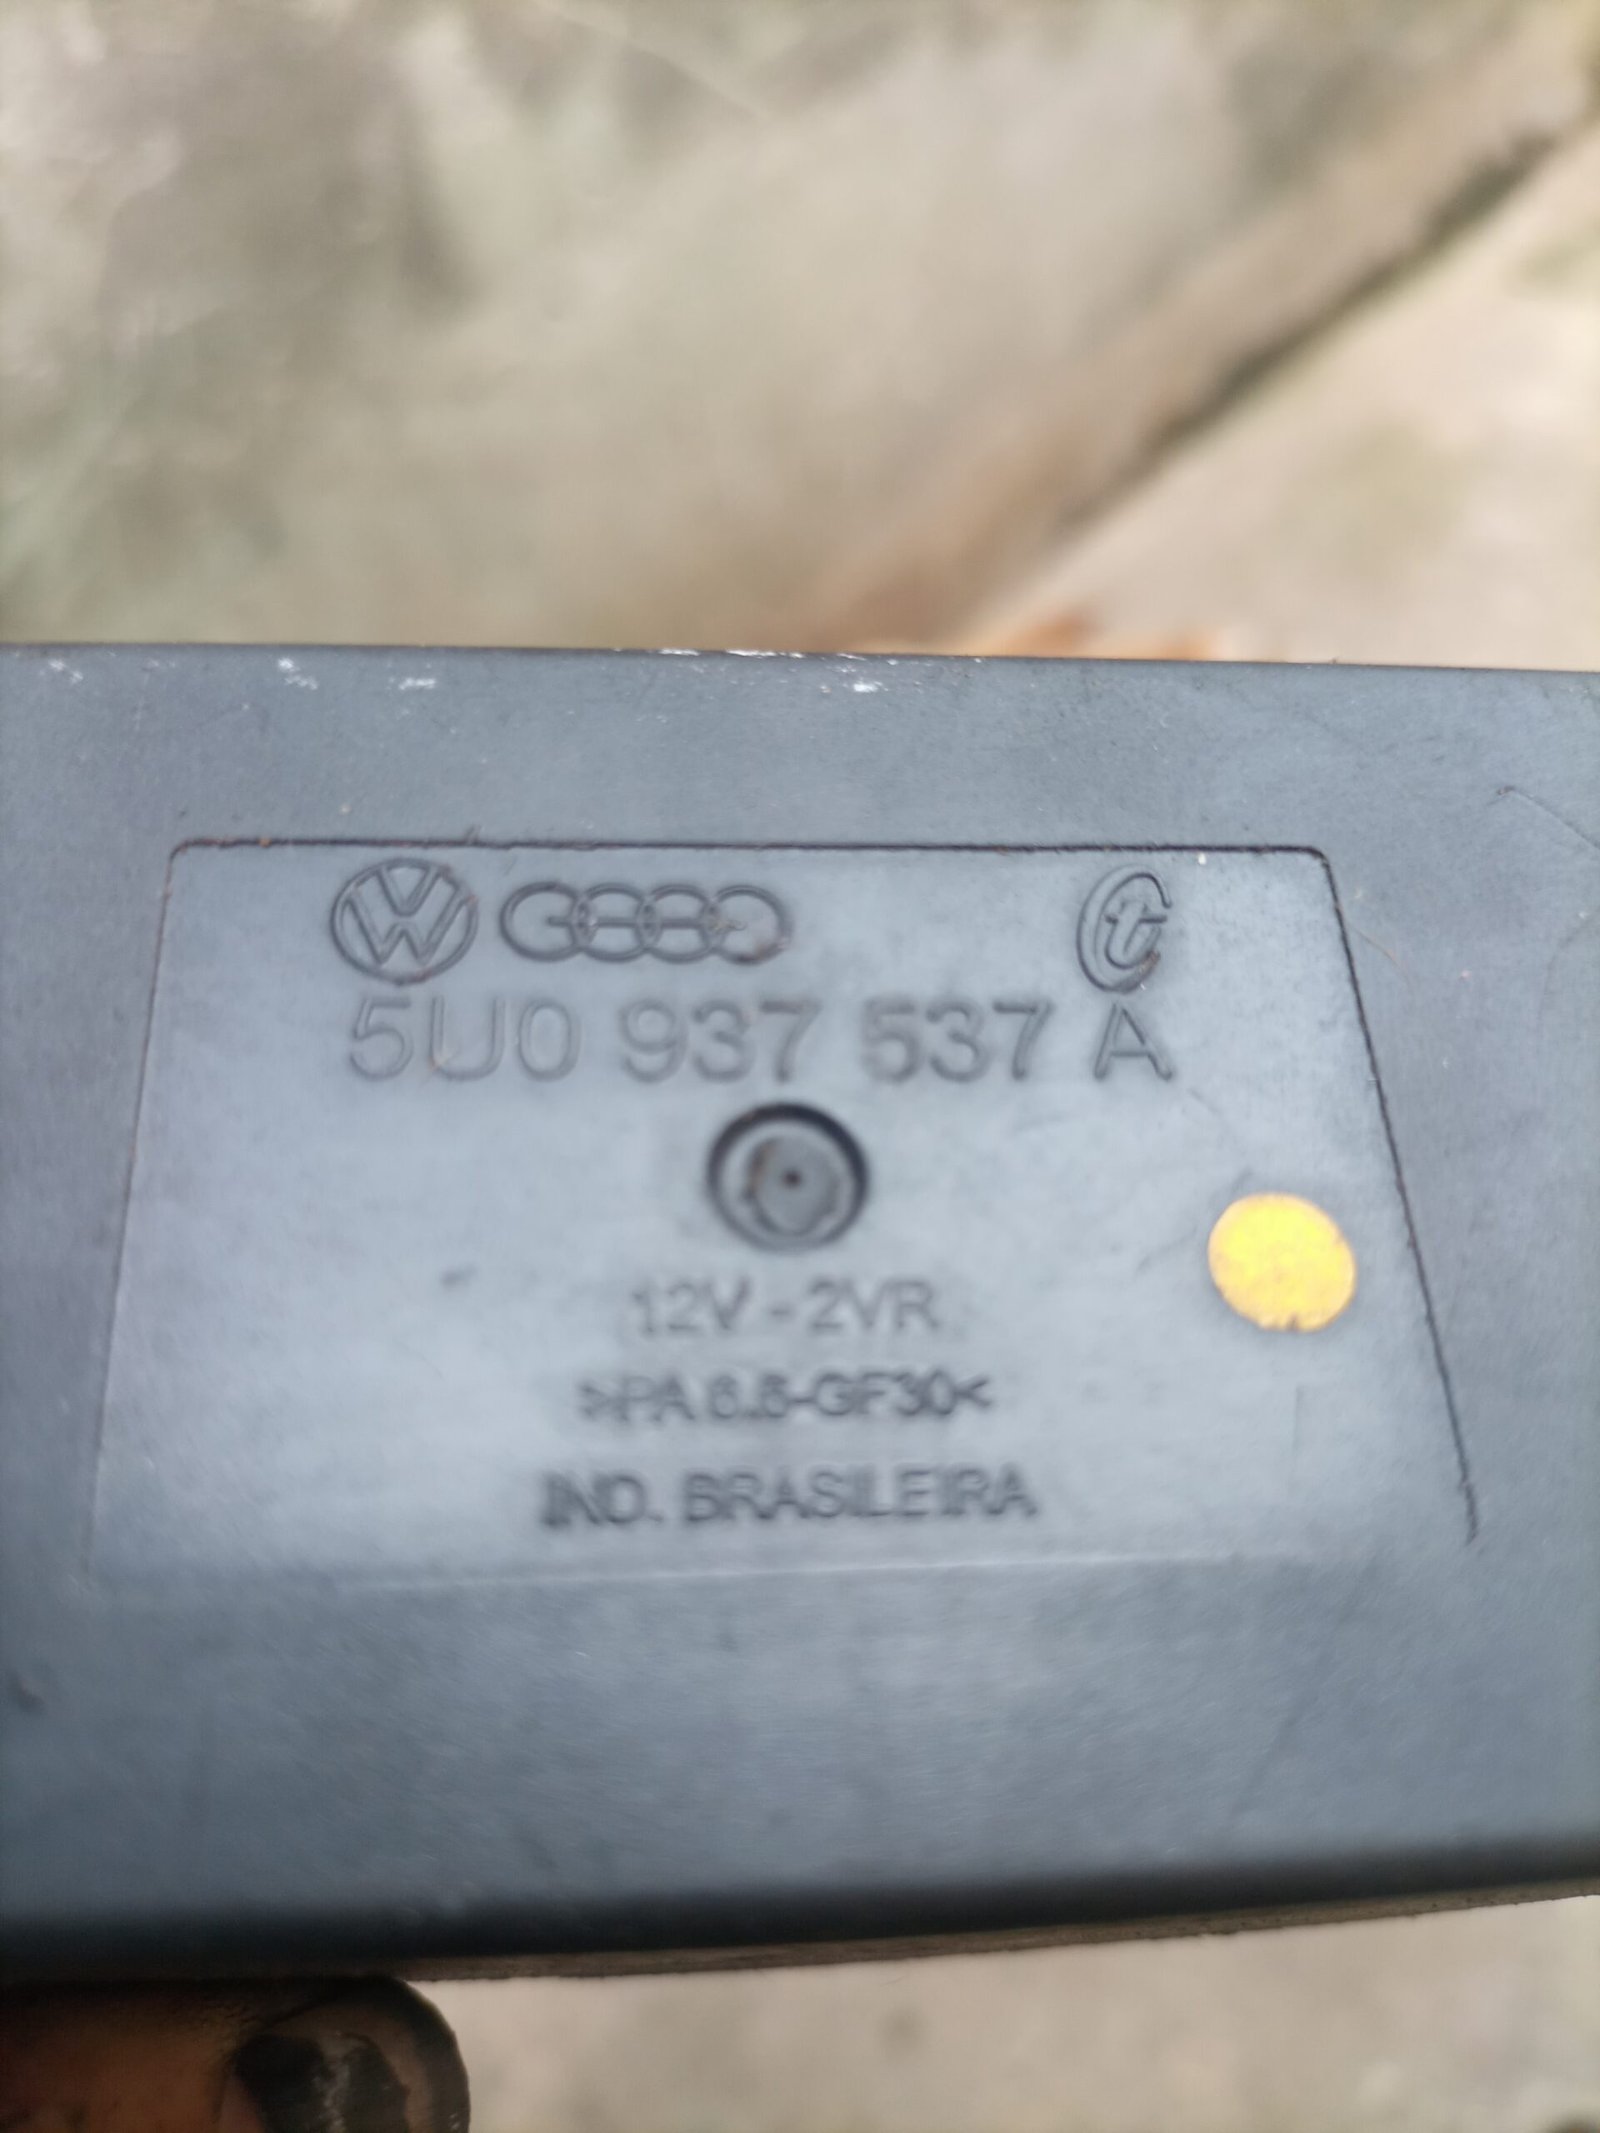 5U0 937 537 A
12V - 2VR
>PA 6.6-GF30<
IND. BRASILEIRA